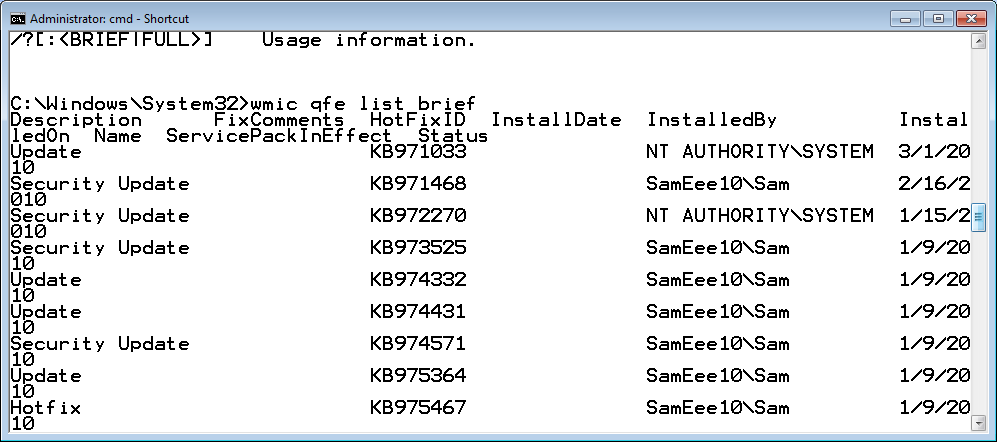 Administrator: cmd - Shortcut
/?[:<BRIEF|FULL>]    Usage information.
C:\Windows\System32>wmic qfe list brief
Description      FixComments  HotFixID  InstallDate  InstalledBy          Instal
ledOn  Name  ServicePackInEffect  Status
Update                        KB971033               NT AUTHORITY\SYSTEM  3/1/20
10
Security Update               KB971468               SamEee10\Sam         2/16/2
010
Security Update               KB972270               NT AUTHORITY\SYSTEM  1/15/2
010
Security Update               KB973525               SamEee10\Sam         1/9/20
10
Update                        KB974332               SamEee10\Sam         1/9/20
10
Update                        KB974431               SamEee10\Sam         1/9/20
10
Security Update               KB974571               SamEee10\Sam         1/9/20
10
Update                        KB975364               SamEee10\Sam         1/9/20
10
Hotfix                        KB975467               SamEee10\Sam         1/9/20
10